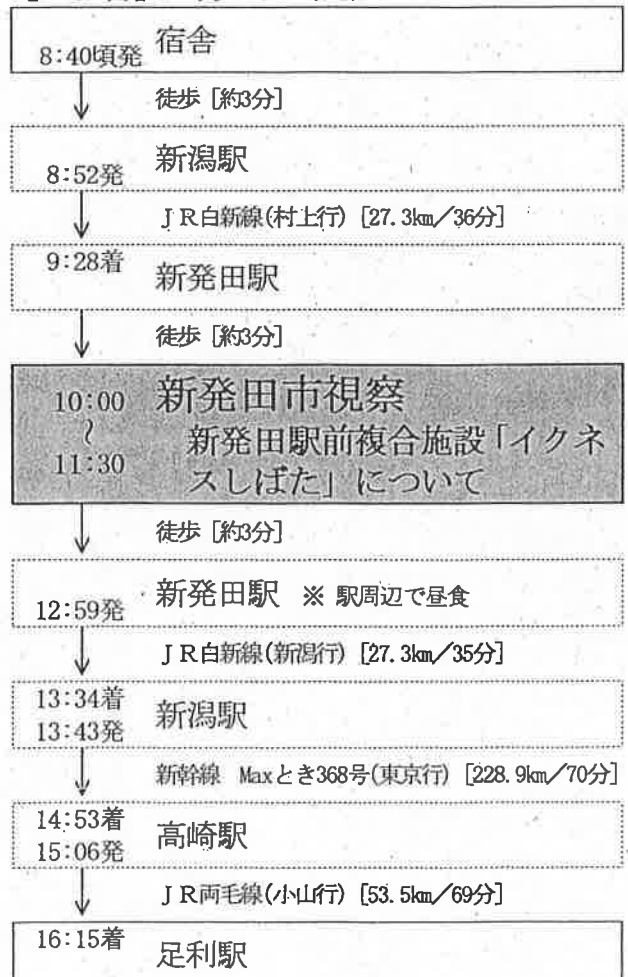 8:40頃発 宿舎
徒歩 [約3分]
新潟駅
8:52発
JR白新線(村上行) [27.3km/36分]
9:28着
新発田駅
徒歩 [約3分]
10:00 新発田市視察
~ 新発田駅前複合施設「イクネ
11:30 スしばた」について
徒歩 [約3分]
新発田駅 ※ 駅周辺で昼食
12:59発
JR白新線(新潟行) [27.3km/35分]
13:34着
新潟駅
13:43発
新幹線 Maxとき368号(東京行) [228.9km/70分]
14:53着
高崎駅
15:06発
JR両毛線(小山行) [53.5km/69分]
16:15着
足利駅